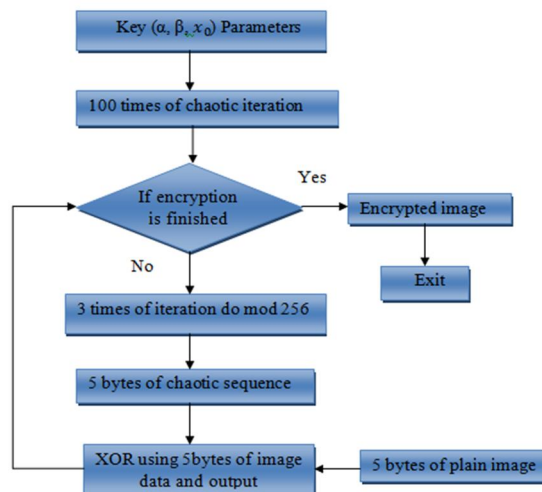 Key (α, β, x₀) Parameters
100 times of chaotic iteration
If encryption
is finished
Yes
Encrypted image
Exit
No
3 times of iteration do mod 256
5 bytes of chaotic sequence
XOR using 5bytes of image
data and output
5 bytes of plain image